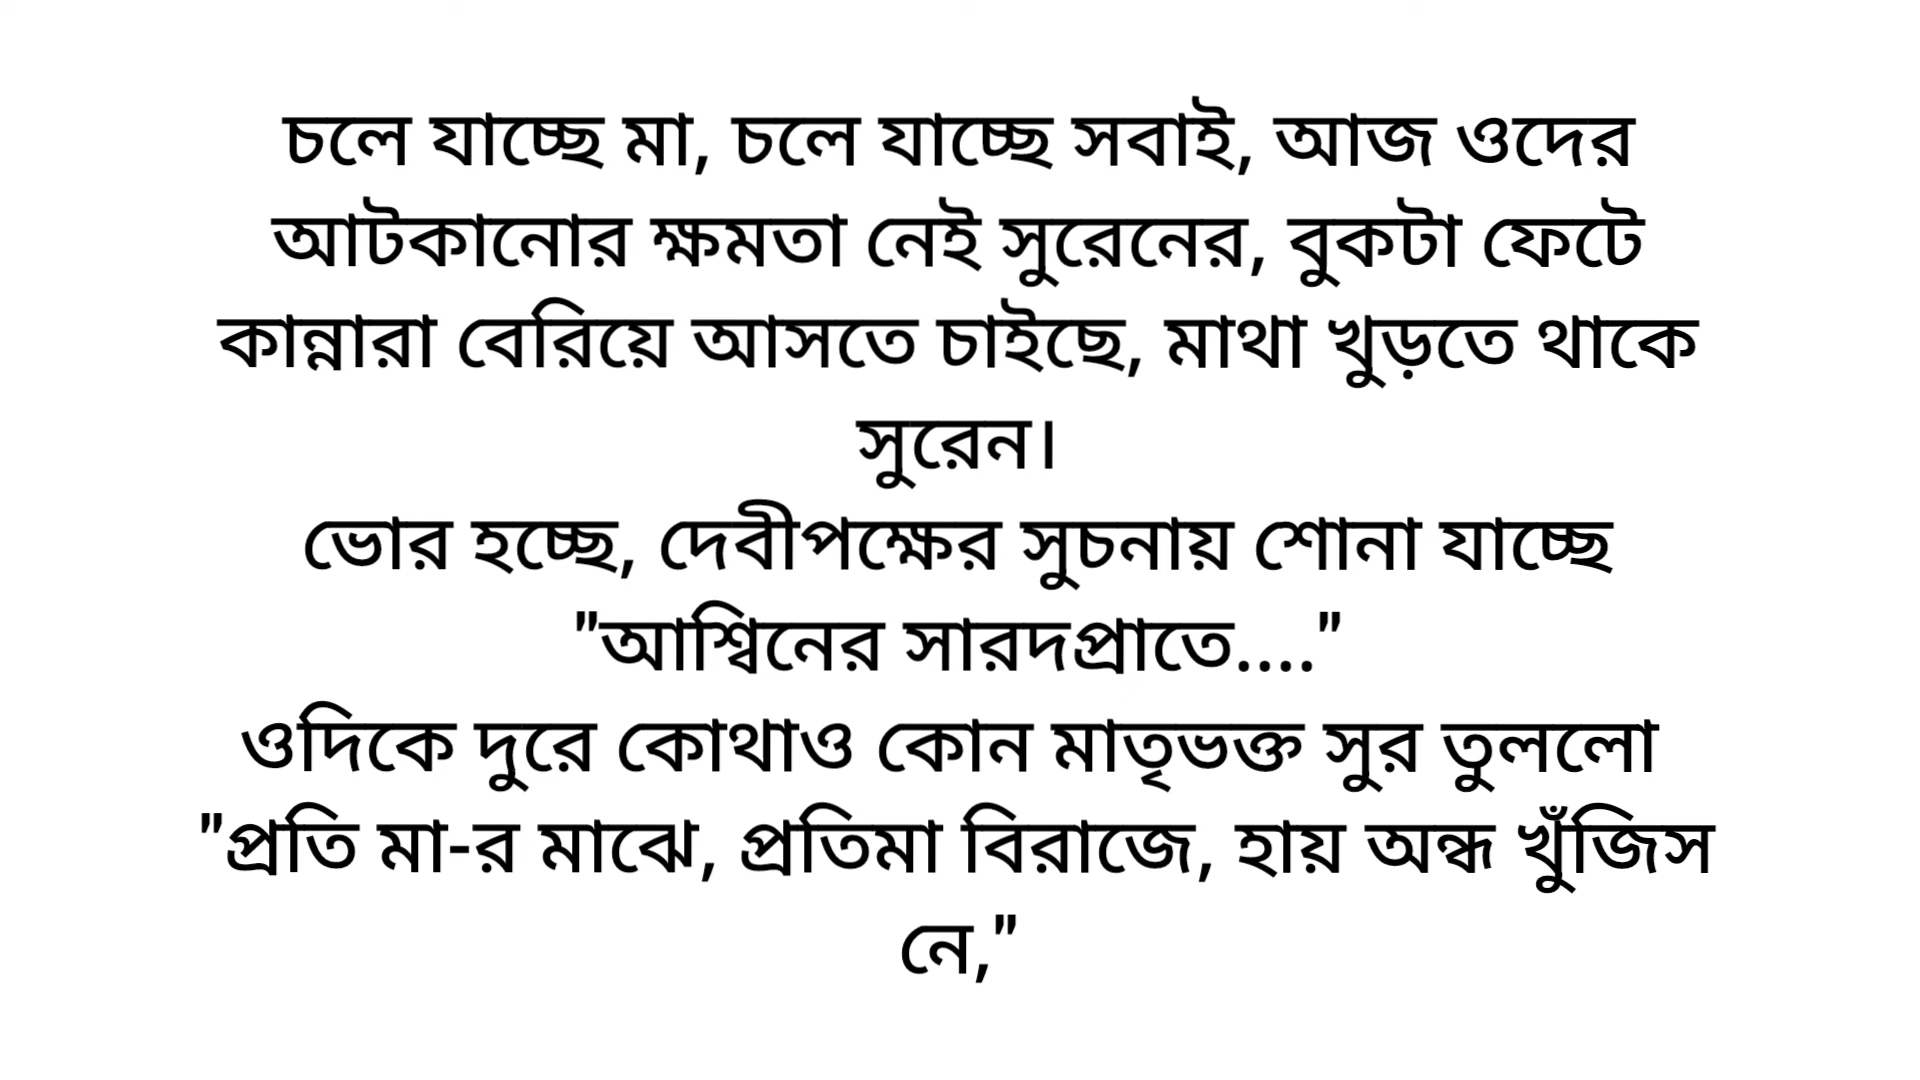 চলে যাচ্ছে মা, চলে যাচ্ছে সবাই, আজ ওদের
আটকানোর ক্ষমতা নেই সুরেনের, বুকটা ফেটে
কান্নারা বেরিয়ে আসতে চাইছে, মাথা খুড়তে থাকে
সুরেন।
ভোর হচ্ছে, দেবীপক্ষের সুচনায় শোনা যাচ্ছে
"আশ্বিনের সারদপ্রাতে...."
ওদিকে দুরে কোথাও কোন মাতৃভক্ত সুর তুললো
"প্রতি মা-র মাঝে, প্রতিমা বিরাজে, হায় অন্ধ খুঁজিস
নে,"